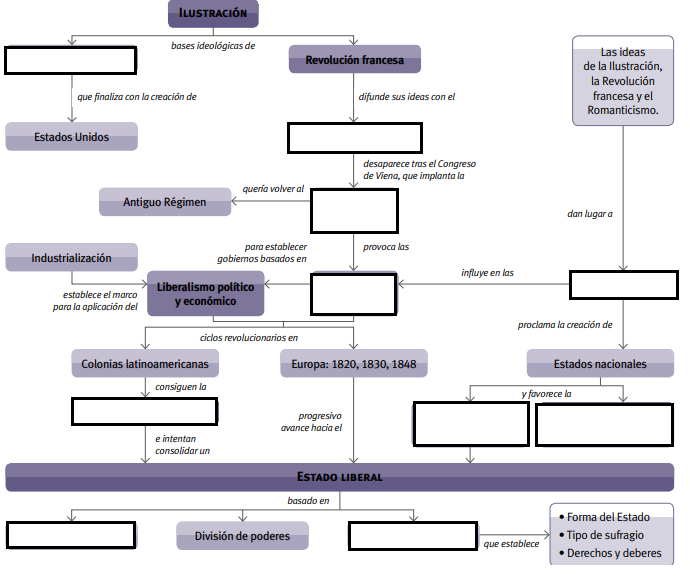 ILUSTRACIÓN
bases ideológicas de
Revolución francesa
Las ideas
de la Ilustración,
la Revolución
francesa y el
Romanticismo.
que finaliza con la creación de
difunde sus ideas con el
Estados Unidos
desaparece tras el Congreso
de Viena, que implanta la
quería volver al
Antiguo Régimen
dan lugar a
para establecer
gobiernos basados en
provoca las
Industrialización
influye en las
Liberalismo político
y económico
establece el marco
para la aplicación del
proclama la creación de
ciclos revolucionarios en
Colonias latinoamericanas
Europa: 1820, 1830, 1848
Estados nacionales
consiguen la
y favorece la
progresivo
avance hacia el
e intentan
consolidar un
ESTADO LIBERAL
basado en
División de poderes
que establece
• Forma del Estado
• Tipo de sufragio
• Derechos y deberes